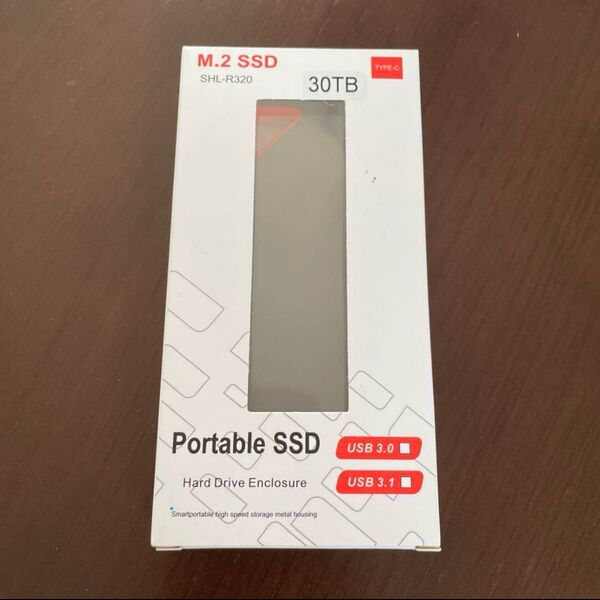 M.2 SSD
TYPE-C
SHL-R320
30TB
Portable SSD
USB 3.0
Hard Drive Enclosure
USB 3.1
Smartportable high speed storage metal housing